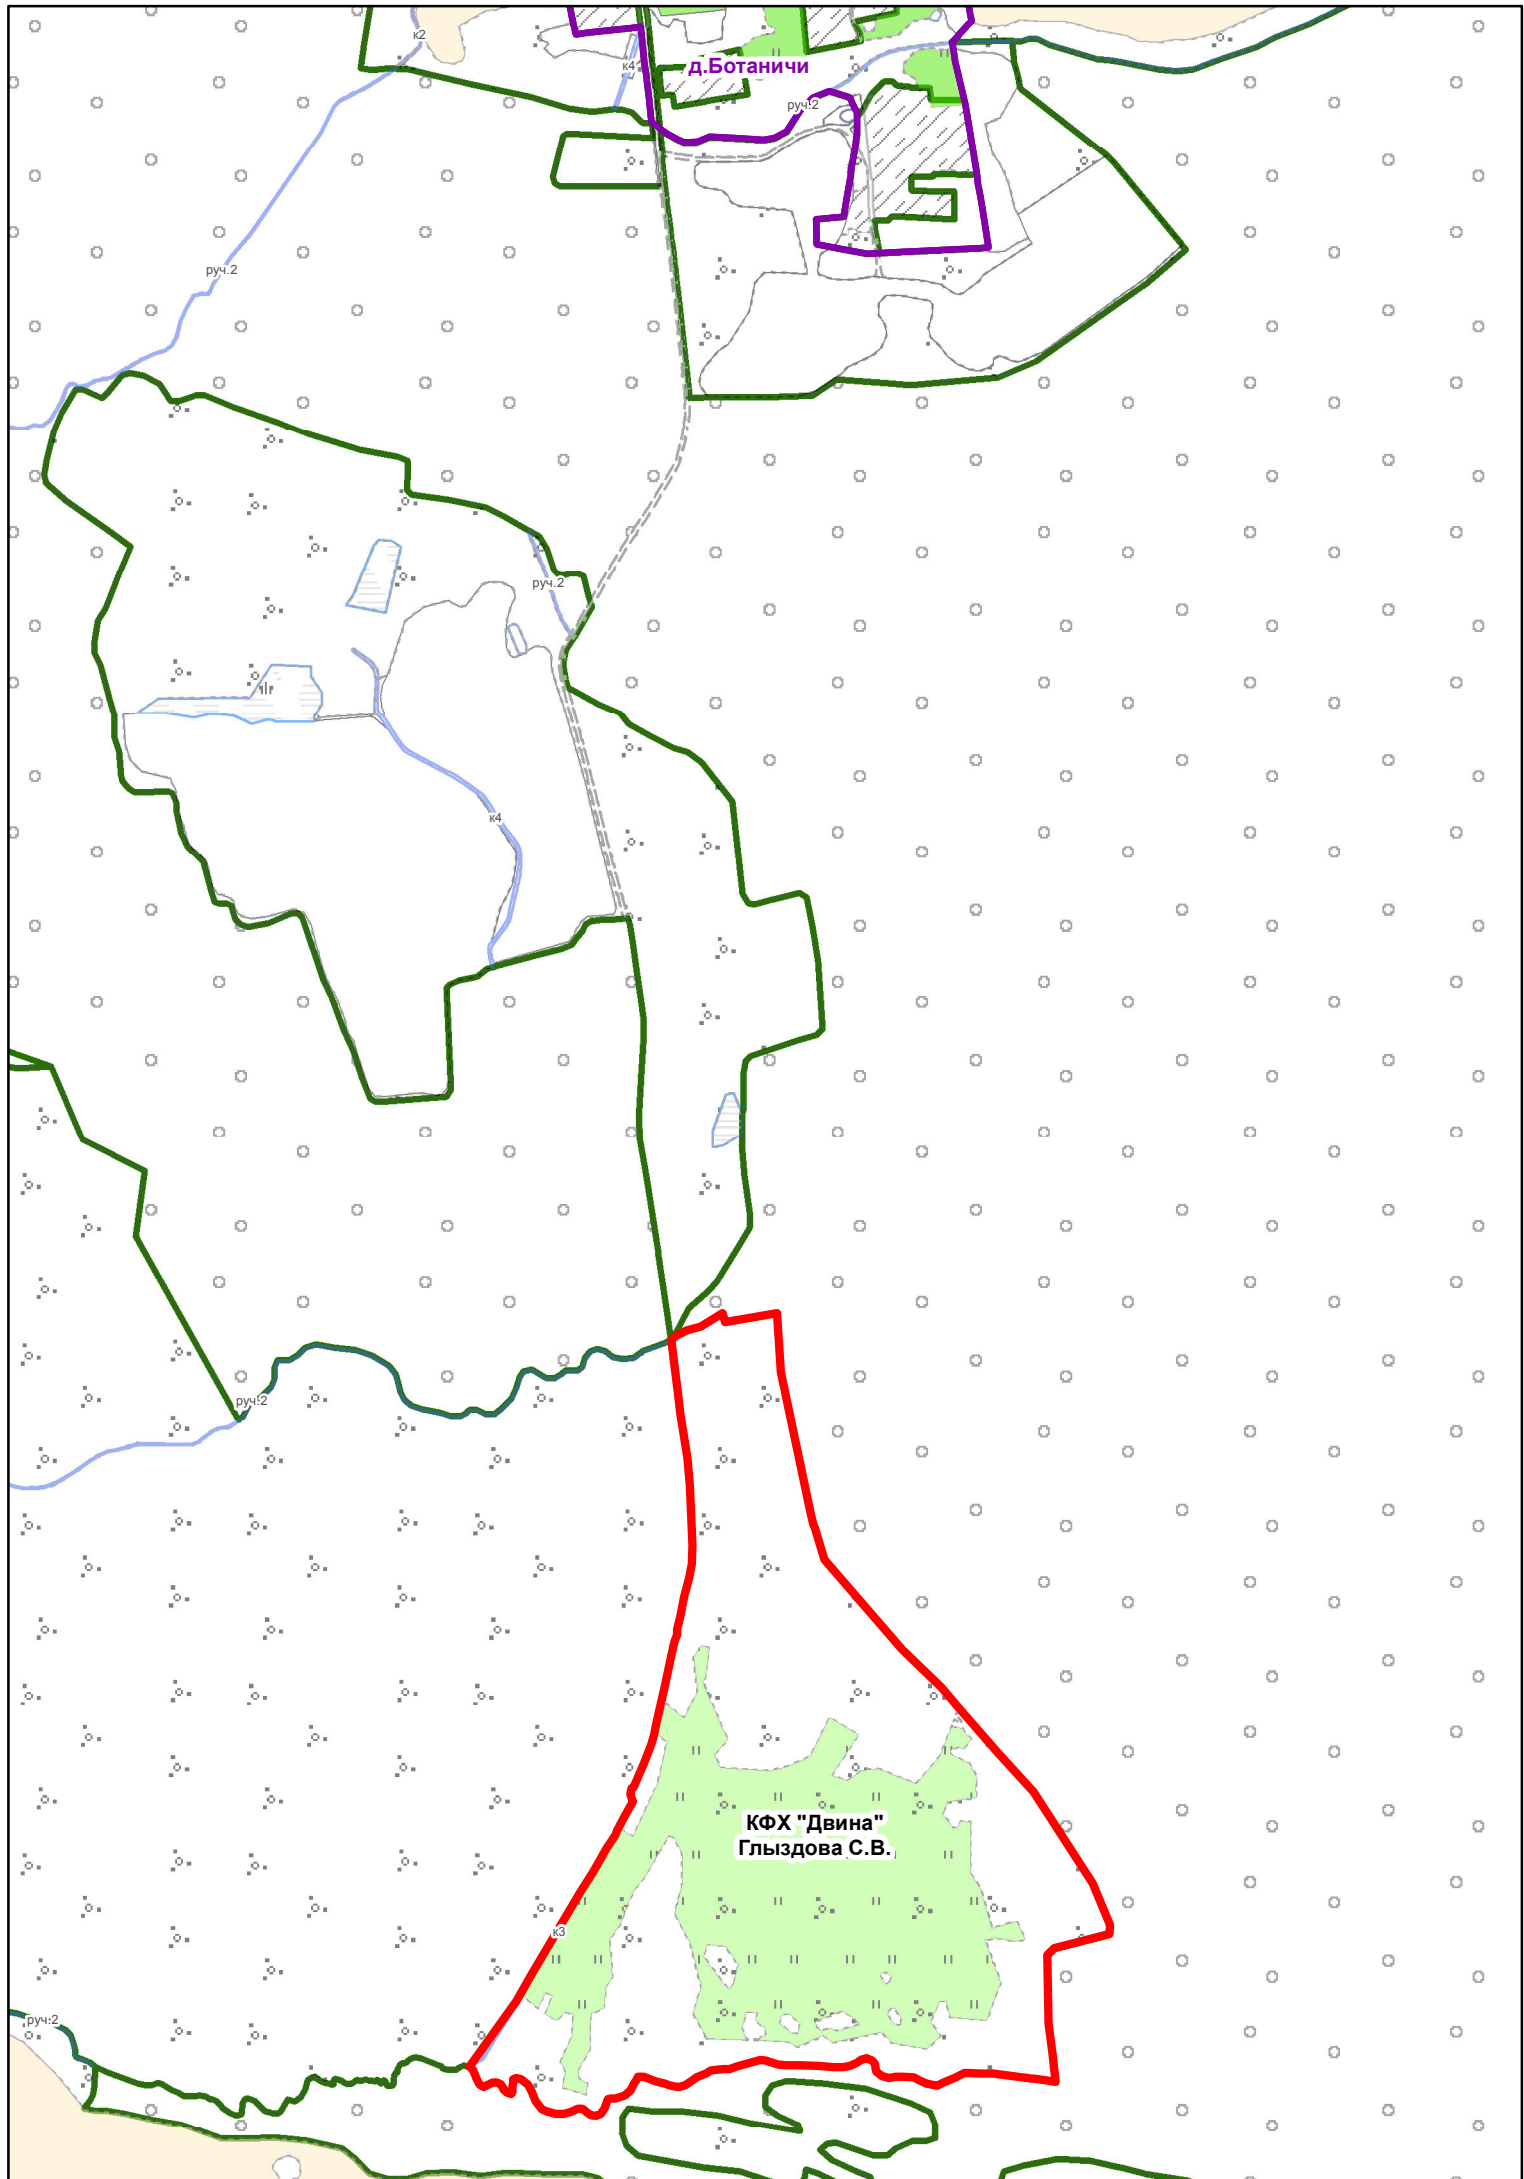 к2
к4
д.Ботаничи
руч.2
руч.2
руч.2
к4
руч.2
КФХ "Двина"
Глыздова С.В.
к3
руч.2